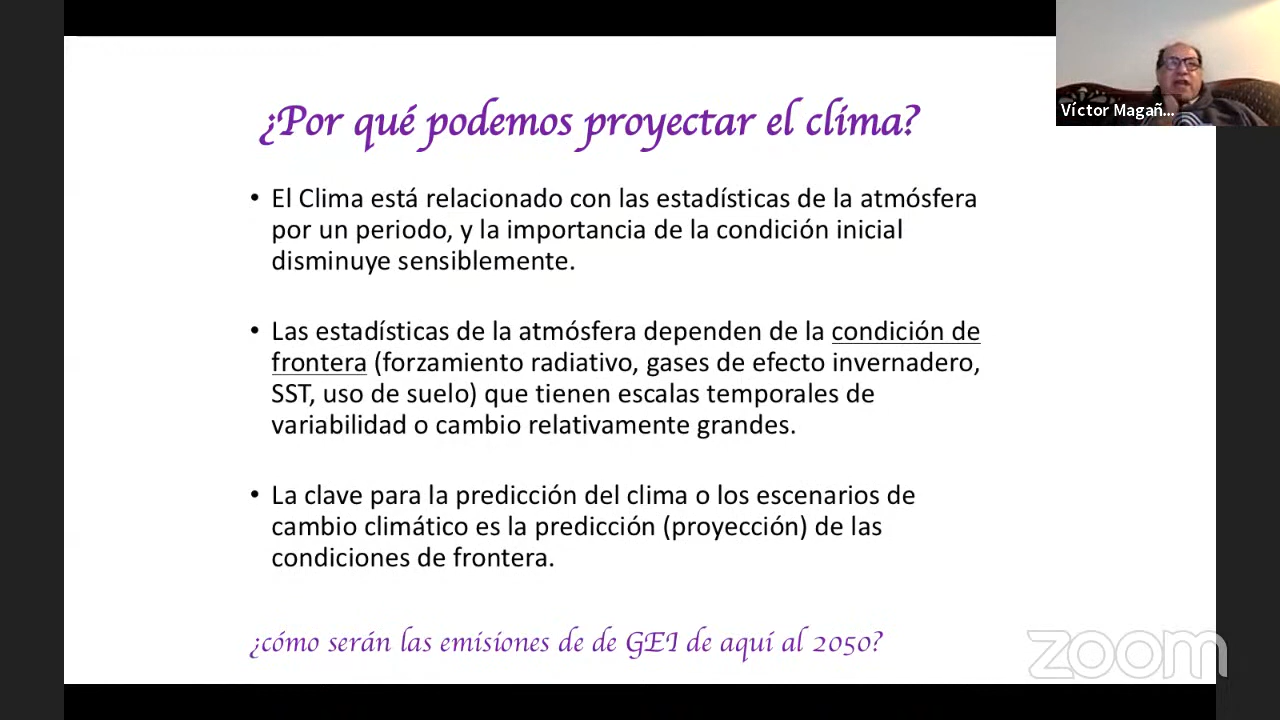 ¿Por qué podemos proyectar el clima?
Víctor Magañ...
• El Clima está relacionado con las estadísticas de la atmósfera
por un periodo, y la importancia de la condición inicial
disminuye sensiblemente.
• Las estadísticas de la atmósfera dependen de la condición de
frontera (forzamiento radiativo, gases de efecto invernadero,
SST, uso de suelo) que tienen escalas temporales de
variabilidad o cambio relativamente grandes.
• La clave para la predicción del clima o los escenarios de
cambio climático es la predicción (proyección) de las
condiciones de frontera.
¿cómo serán las emisiones de de GEI de aquí al 2050?
zoom